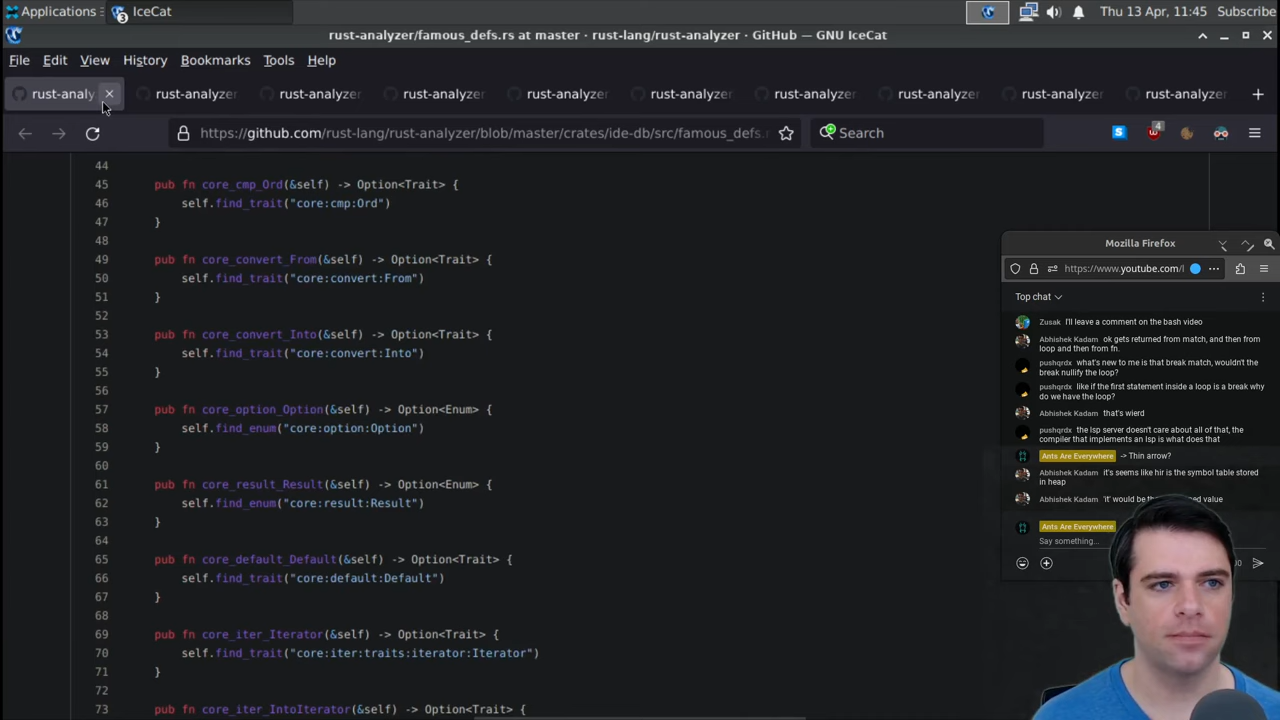 Applications
IceCat
Thu 13 Apr, 11:45
Subscribe
rust-analyzer/famous_defs.rs at master · rust-lang/rust-analyzer · GitHub — GNU IceCat
File Edit View History Bookmarks Tools Help
rust-analy
rust-analyzer
rust-analyzer
rust-analyzer
rust-analyzer
rust-analyzer
rust-analyzer
rust-analyzer
rust-analyzer
rust-analyzer
https://github.com/rust-lang/rust-analyzer/blob/master/crates/ide-db/src/famous_defs.
Search
4
44
45 pub fn core_cmp_Ord(&self) -> Option<Trait> {
46 self.find_trait("core:cmp:Ord")
47 }
48
49 pub fn core_convert_From(&self) -> Option<Trait> {
50 self.find_trait("core:convert:From")
51 }
52
53 pub fn core_convert_Into(&self) -> Option<Trait> {
54 self.find_trait("core:convert:Into")
55 }
56
57 pub fn core_option_Option(&self) -> Option<Enum> {
58 self.find_enum("core:option:Option")
59 }
60
61 pub fn core_result_Result(&self) -> Option<Enum> {
62 self.find_enum("core:result:Result")
63 }
64
65 pub fn core_default_Default(&self) -> Option<Trait> {
66 self.find_trait("core:default:Default")
67 }
68
69 pub fn core_iter_Iterator(&self) -> Option<Trait> {
70 self.find_trait("core:iter:traits:iterator:Iterator")
71 }
72
73 pub fn core_iter_IntoIterator(&self) -> Option<Trait> {
Mozilla Firefox
https://www.youtube.com/l
Top chat
Zusak I'll leave a comment on the bash video
Abhishek Kadam ok gets returned from match, and then from
loop and then from fn.
pushqrdx what's new to me is that break match, wouldn't the
break nullify the loop?
pushqrdx like if the first statement inside a loop is a break why
do we have the loop?
Abhishek Kadam that's wierd
pushqrdx the lsp server doesn't care about all of that, the
compiler that implements an lsp is what does that
Ants Are Everywhere -> Thin arrow?
Abhishek Kadam it's seems like hir is the symbol table stored
in heap
Abhishek Kadam 'it' would be the value
Ants Are Everywhere
Say something...